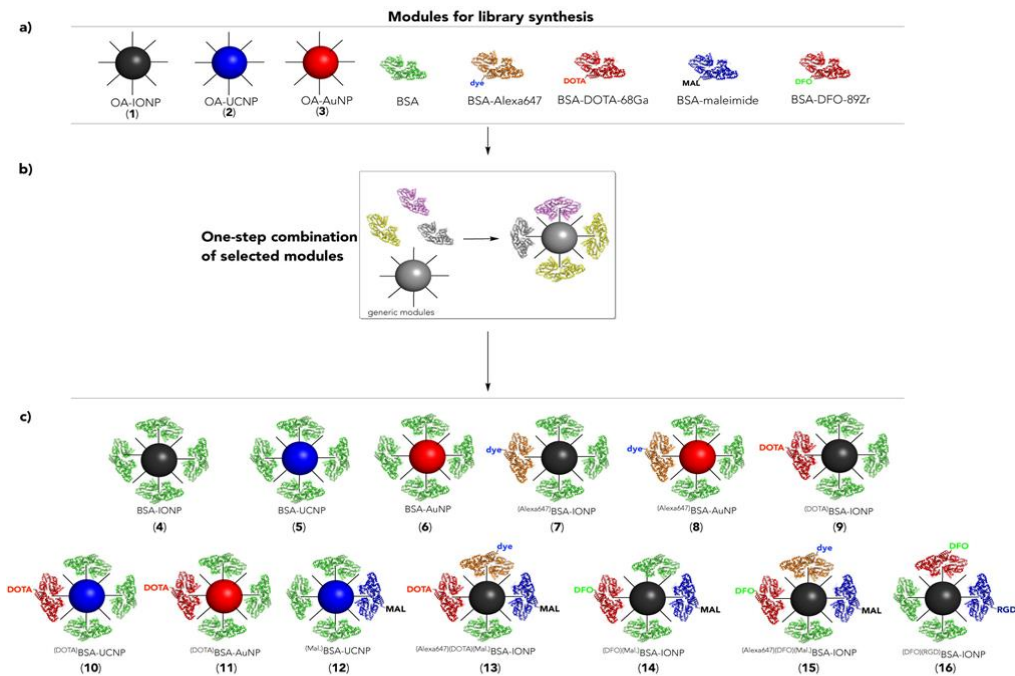 Modules for library synthesis
a)
dye
DOTA
MAL
DFO
OA-IONP
OA-UCNP
OA-AuNP
BSA
BSA-Alexa647
BSA-DOTA-68Ga
BSA-maleimide
BSA-DFO-89Zr
(1)
(2)
(3)
b)
One-step combination
of selected modules
generic modules
c)
dye
dye
DOTA
BSA-IONP
BSA-UCNP
BSA-AuNP
(Alexa647)BSA-IONP
(Alexa647)BSA-AuNP
(DOTA)BSA-IONP
(4)
(5)
(6)
(7)
(8)
(9)
dye
dye
DFO
DOTA
DOTA
DOTA
DFO
DFO
MAL
MAL
MAL
MAL
RGD
(DOTA)BSA-UCNP
(DOTA)BSA-AuNP
(Mal.)BSA-UCNP
(Alexa647)(DOTA)(Mal.)BSA-IONP
(DFO)(Mal.)BSA-IONP
(Alexa647)(DFO)(Mal.)BSA-IONP
(DFO)(RGD)BSA-IONP
(10)
(11)
(12)
(13)
(14)
(15)
(16)